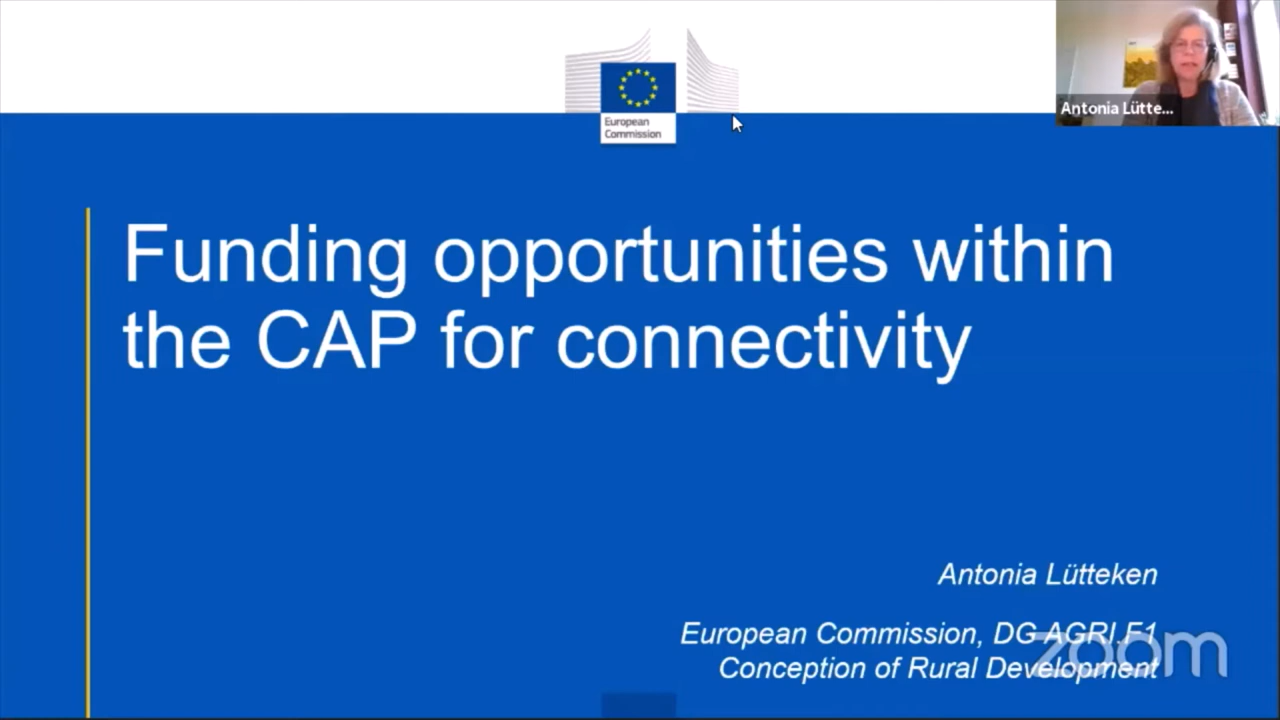 European
Commission
Antonia Lütte...
Funding opportunities within
the CAP for connectivity
Antonia Lütteken
European Commission, DG AGRI.F1
Conception of Rural Development
zoom